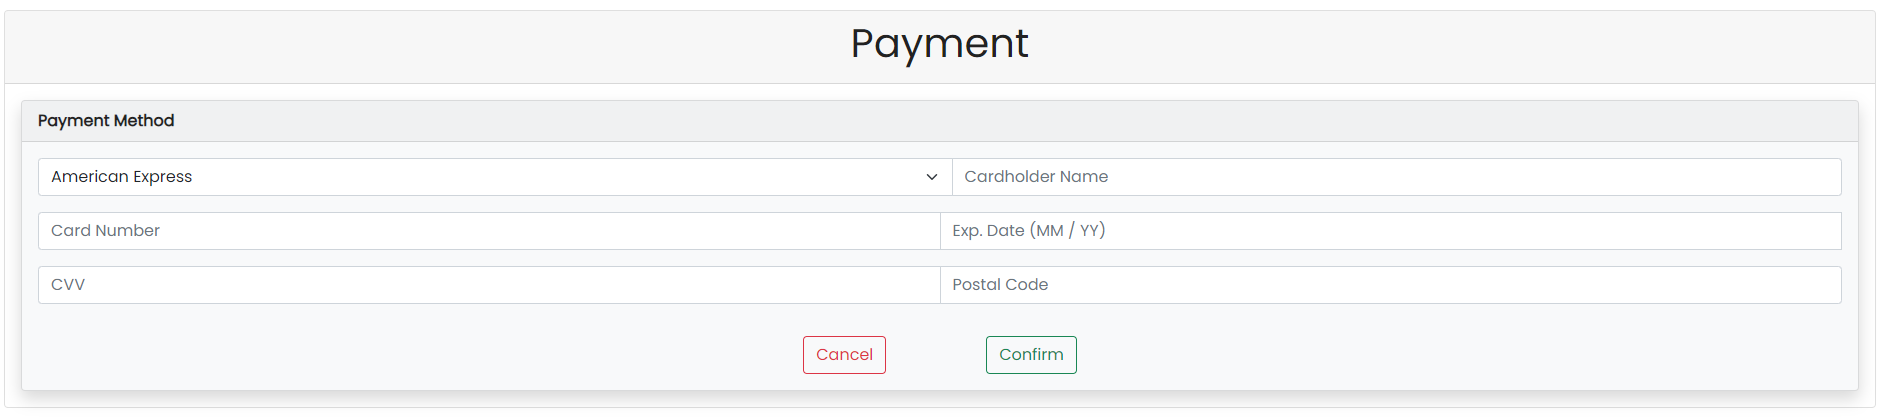 Payment
Payment Method
American Express
Cardholder Name
Card Number
Exp. Date (MM / YY)
CVV
Postal Code
Cancel
Confirm